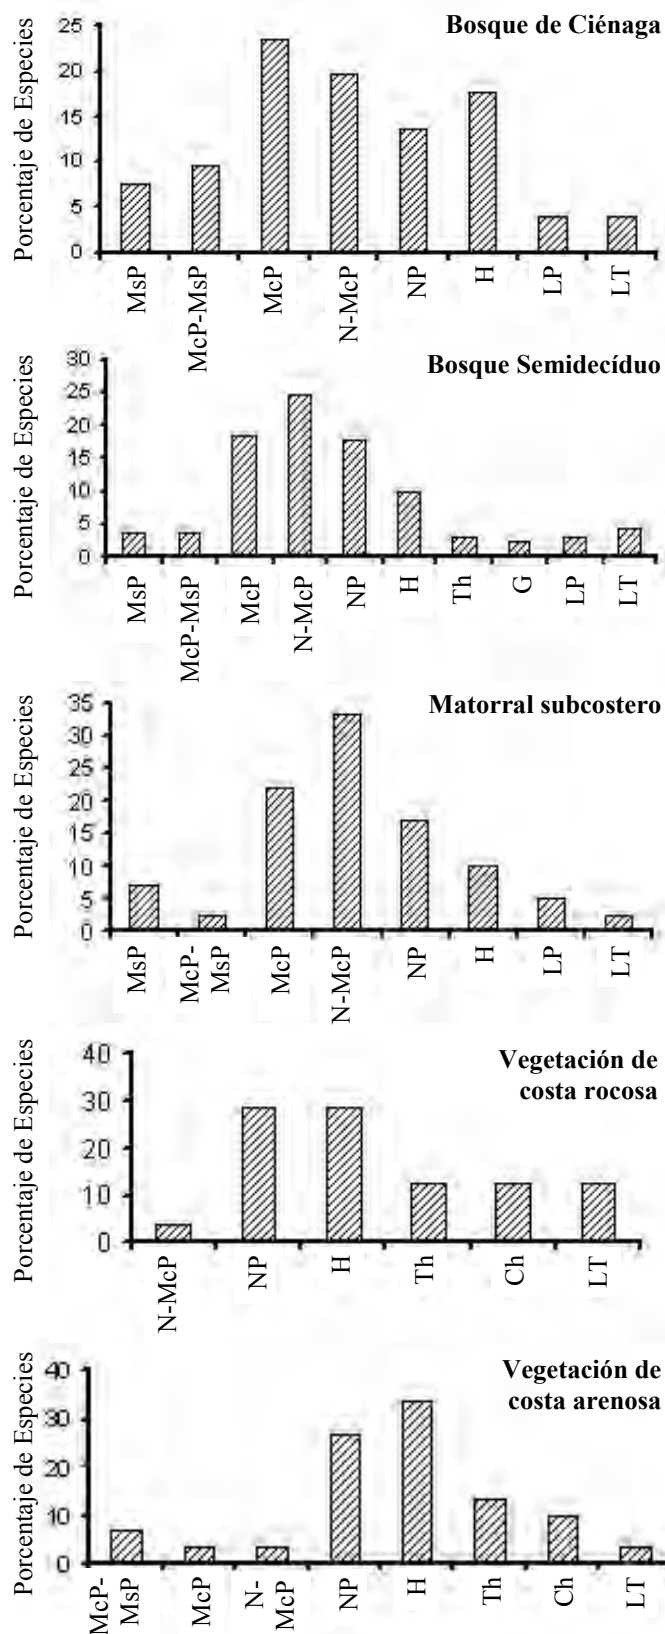 Bosque de Ciénaga
Porcentaje de Especies
25
20
15
10
5
0
MsP
McP-MsP
McP
N-McP
NP
H
LP
LT
Bosque Semidecíduo
Porcentaje de Especies
30
25
20
15
10
5
0
MsP
McP-MsP
McP
N-McP
NP
H
Th
G
LP
LT
Matorral subcostero
Porcentaje de Especies
35
30
25
20
15
10
5
0
MsP
McP-
MsP
McP
N-McP
NP
H
LP
LT
Vegetación de
costa rocosa
Porcentaje de Especies
40
30
20
10
0
N-McP
NP
H
Th
Ch
LT
Vegetación de
costa arenosa
Porcentaje de Especies
40
30
20
10
0
McP-
MsP
McP
N-
McP
NP
H
Th
Ch
LT